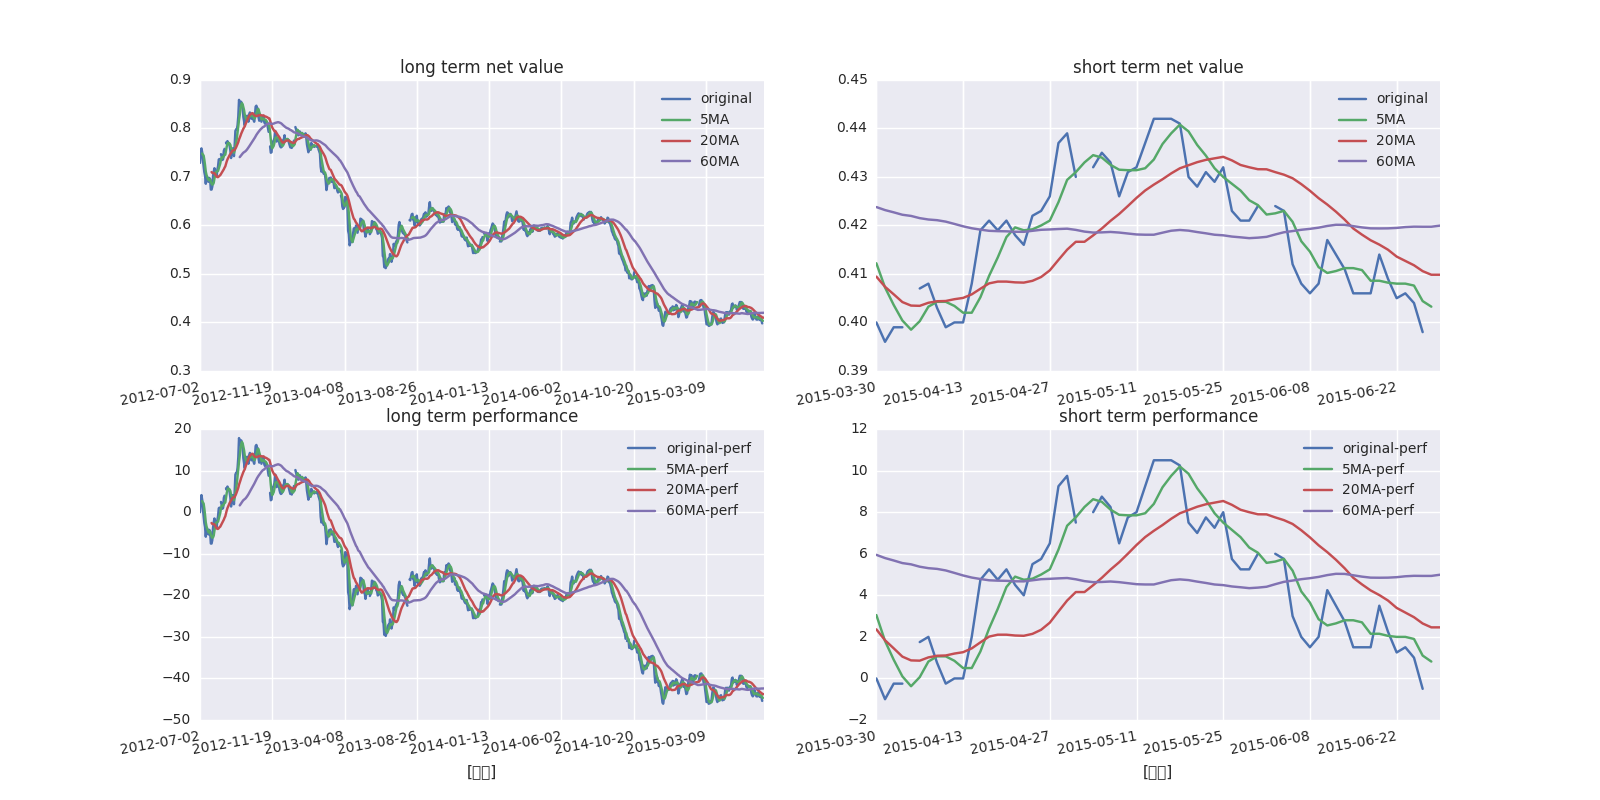 long term net value
0.9
0.8
0.7
0.6
0.5
0.4
0.3
original
5MA
20MA
60MA
2012-07-02 2012-11-19 2013-04-08 2013-08-26 2014-01-13 2014-06-02 2014-10-20 2015-03-09
short term net value
0.45
0.44
0.43
0.42
0.41
0.40
0.39
original
5MA
20MA
60MA
2015-03-30 2015-04-13 2015-04-27 2015-05-11 2015-05-25 2015-06-08 2015-06-22
long term performance
20
10
0
−10
−20
−30
−40
−50
original-perf
5MA-perf
20MA-perf
60MA-perf
2012-07-02 2012-11-19 2013-04-08 2013-08-26 2014-01-13 2014-06-02 2014-10-20 2015-03-09
short term performance
12
10
8
6
4
2
0
−2
original-perf
5MA-perf
20MA-perf
60MA-perf
2015-03-30 2015-04-13 2015-04-27 2015-05-11 2015-05-25 2015-06-08 2015-06-22